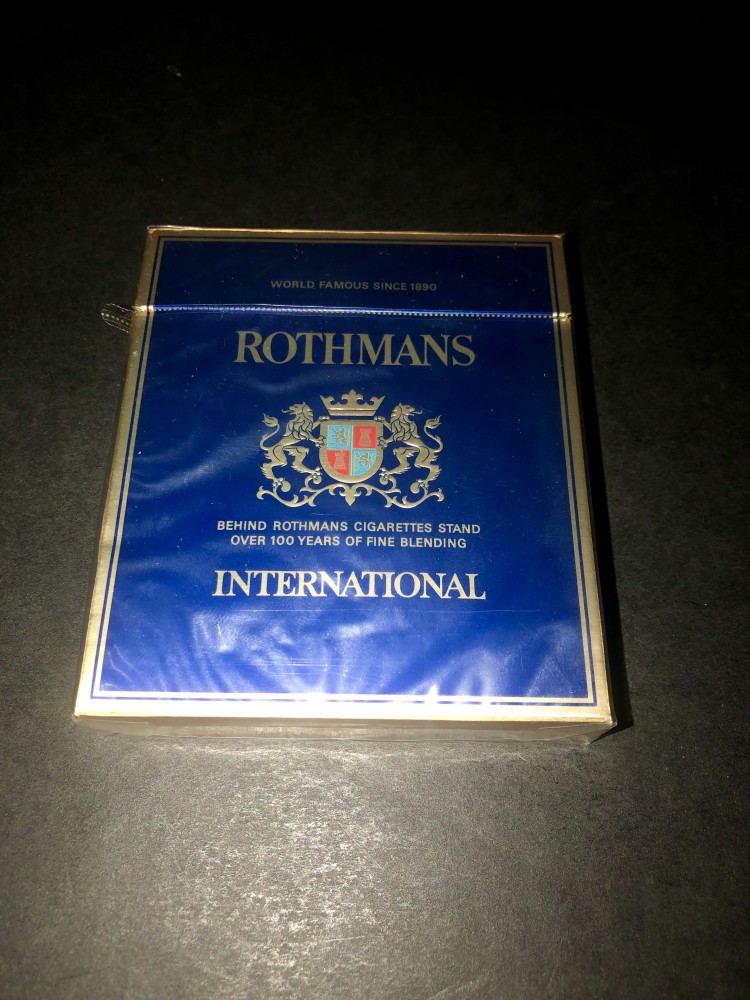 WORLD FAMOUS SINCE 1890
ROTHMANS
BEHIND ROTHMANS CIGARETTES STAND
OVER 100 YEARS OF FINE BLENDING
INTERNATIONAL